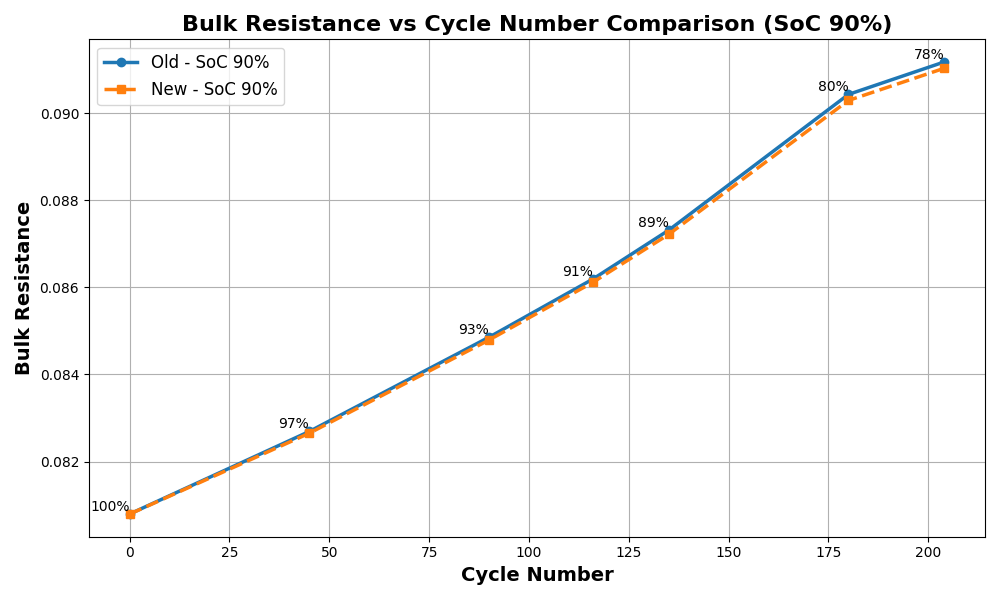 Bulk Resistance vs Cycle Number Comparison (SoC 90%)
Old - SoC 90%
New - SoC 90%
78%
80%
89%
91%
93%
97%
100%
0.090
0.088
0.086
0.084
0.082
Bulk Resistance
0 25 50 75 100 125 150 175 200
Cycle Number